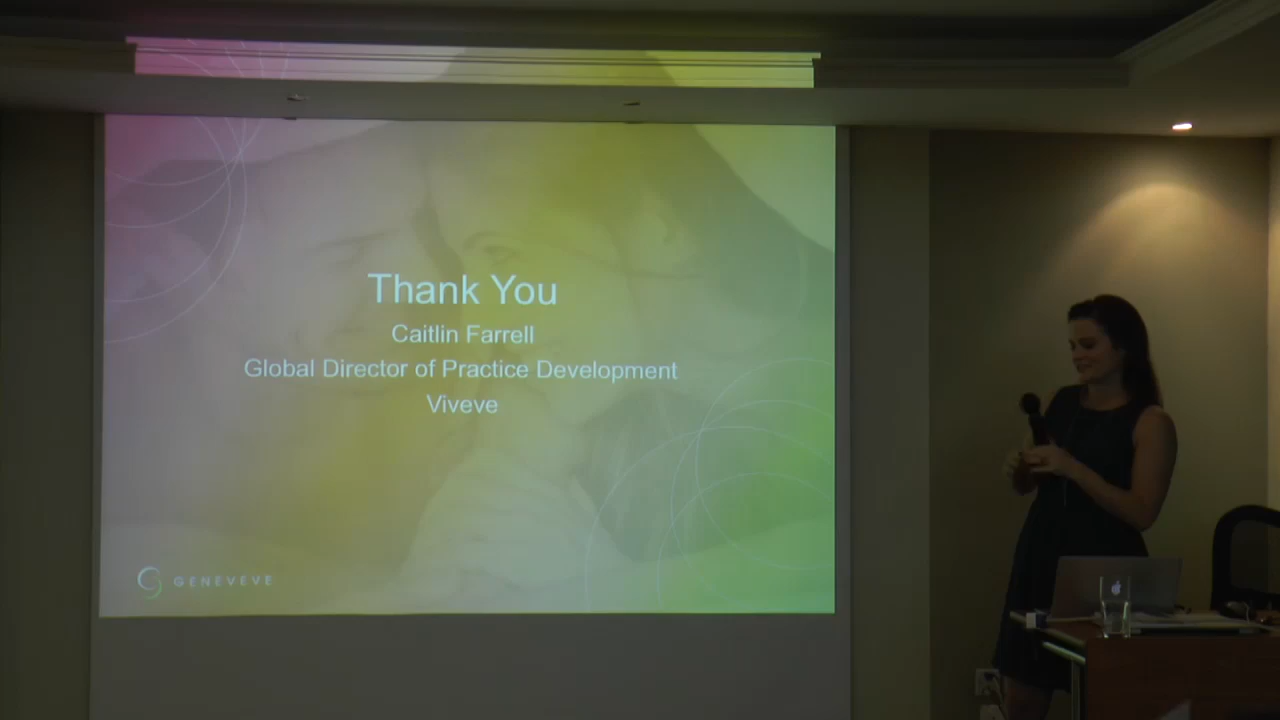 Thank You
Caitlin Farrell
Global Director of Practice Development
Viveve
GENEVEVE